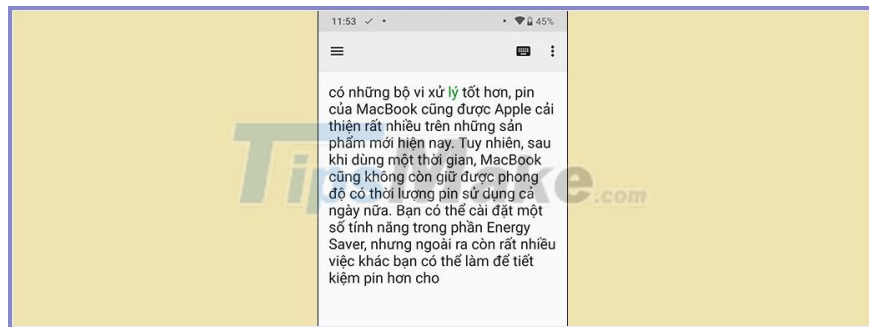 11:53
45%
có những bộ vi xử lý tốt hơn, pin
của MacBook cũng được Apple cải
thiện rất nhiều trên những sản
phẩm mới hiện nay. Tuy nhiên, sau
khi dùng một thời gian, MacBook
cũng không còn giữ được phong
độ có thời lượng pin sử dụng cả
ngày nữa. Bạn có thể cài đặt một
số tính năng trong phần Energy
Saver, nhưng ngoài ra còn rất nhiều
việc khác bạn có thể làm để tiết
kiệm pin hơn cho
TipsMake.com